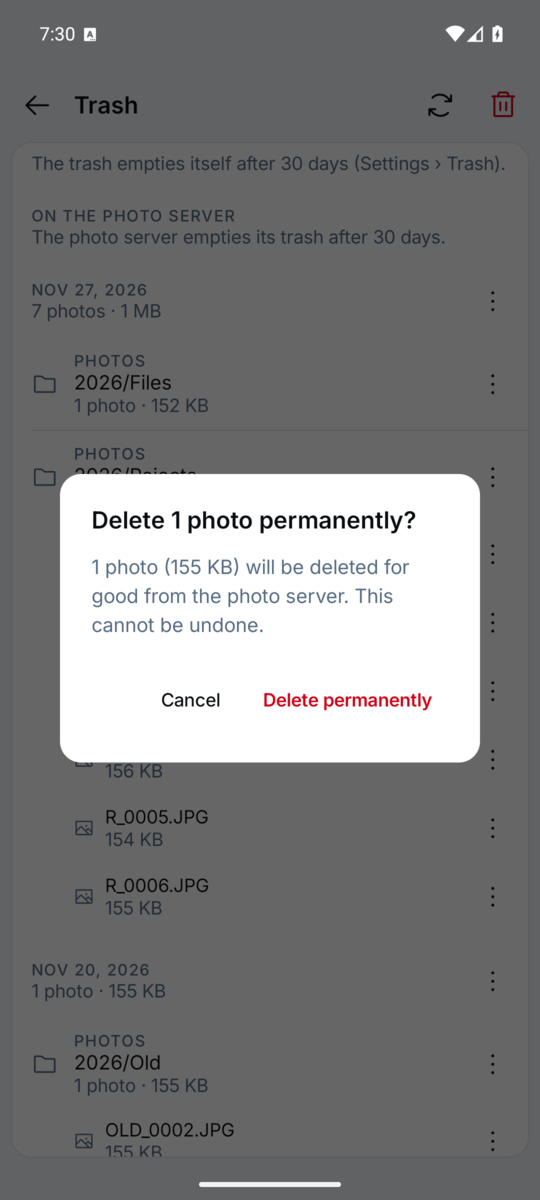 7:30
Trash
The trash empties itself after 30 days (Settings › Trash).
ON THE PHOTO SERVER
The photo server empties its trash after 30 days.
NOV 27, 2026
7 photos · 1 MB
PHOTOS
2026/Files
1 photo · 152 KB
PHOTOS
2026/Rejects
Delete 1 photo permanently?
1 photo (155 KB) will be deleted for
good from the photo server. This
cannot be undone.
Cancel
Delete permanently
156 KB
R_0005.JPG
154 KB
R_0006.JPG
155 KB
NOV 20, 2026
1 photo · 155 KB
PHOTOS
2026/Old
1 photo · 155 KB
OLD_0002.JPG
155 KB